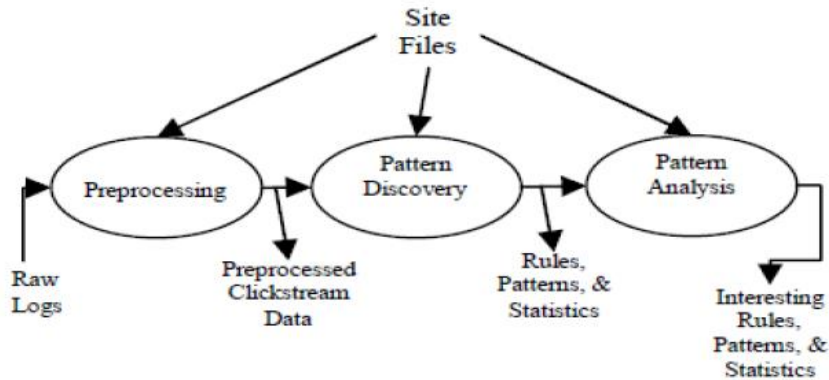 Site
Files
Preprocessing
Pattern
Discovery
Pattern
Analysis
Raw
Logs
Preprocessed
Clickstream
Data
Rules,
Patterns, &
Statistics
Interesting
Rules,
Patterns, &
Statistics